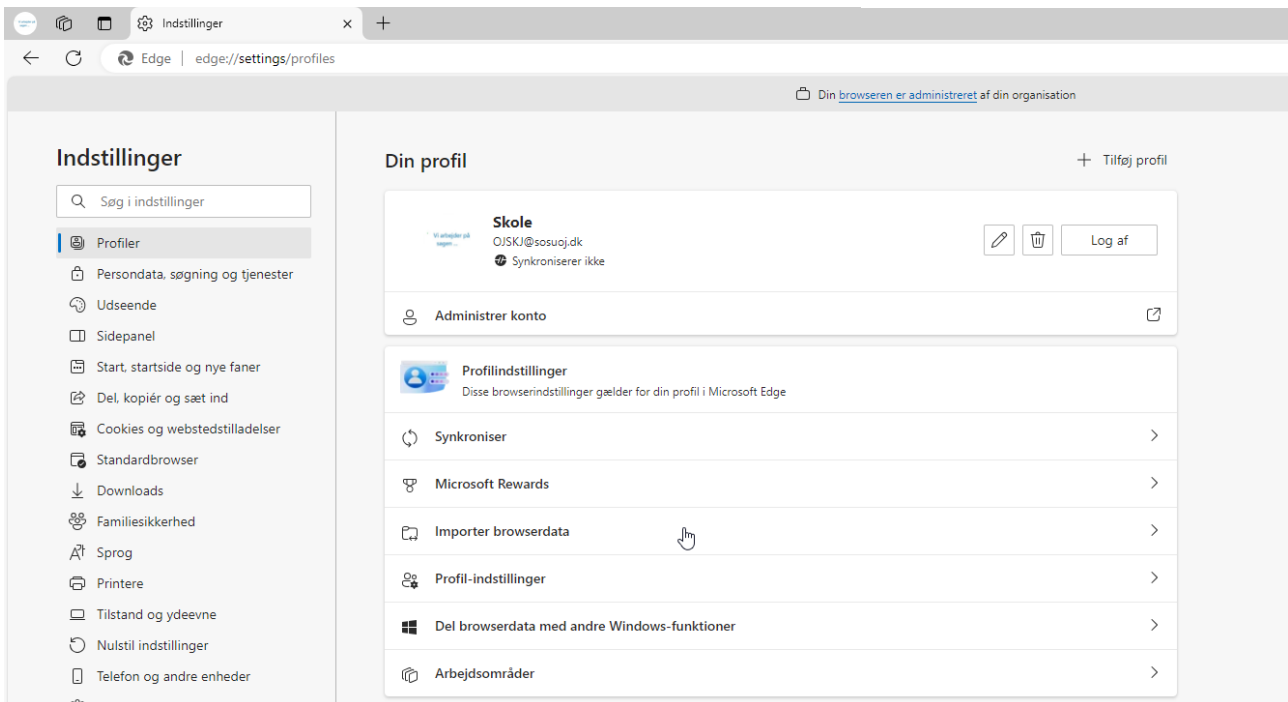 Indstillinger
Edge | edge://settings/profiles
Din browseren er administreret af din organisation
Indstillinger
Søg i indstillinger
Profiler
Persondata, søgning og tjenester
Udseende
Sidepanel
Start, startside og nye faner
Del, kopiér og sæt ind
Cookies og webstedstilladelser
Standardbrowser
Downloads
Familiesikkerhed
Sprog
Printere
Tilstand og ydeevne
Nulstil indstillinger
Telefon og andre enheder
Din profil
Tilføj profil
Vi arbejder på
sagen ...
Skole
OJSKJ@sosuoj.dk
Synkroniserer ikke
Log af
Administrer konto
Profilindstillinger
Disse browserindstillinger gælder for din profil i Microsoft Edge
Synkroniser
Microsoft Rewards
Importer browserdata
Profil-indstillinger
Del browserdata med andre Windows-funktioner
Arbejdsområder